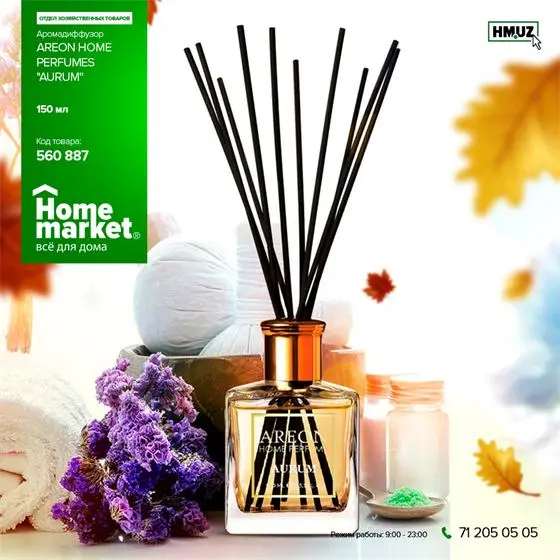 ОТДЕЛ ХОЗЯЙСТВЕННЫХ ТОВАРОВ
Аромадиффузор
AREON HOME
PERFUMES
"AURUM"
150 мл
Код товара:
560 887
Home
market®
всё для дома
HM.UZ
AREON
HOME PERFUM
AURUM
Режим работы: 9:00 - 23:00
71 205 05 05